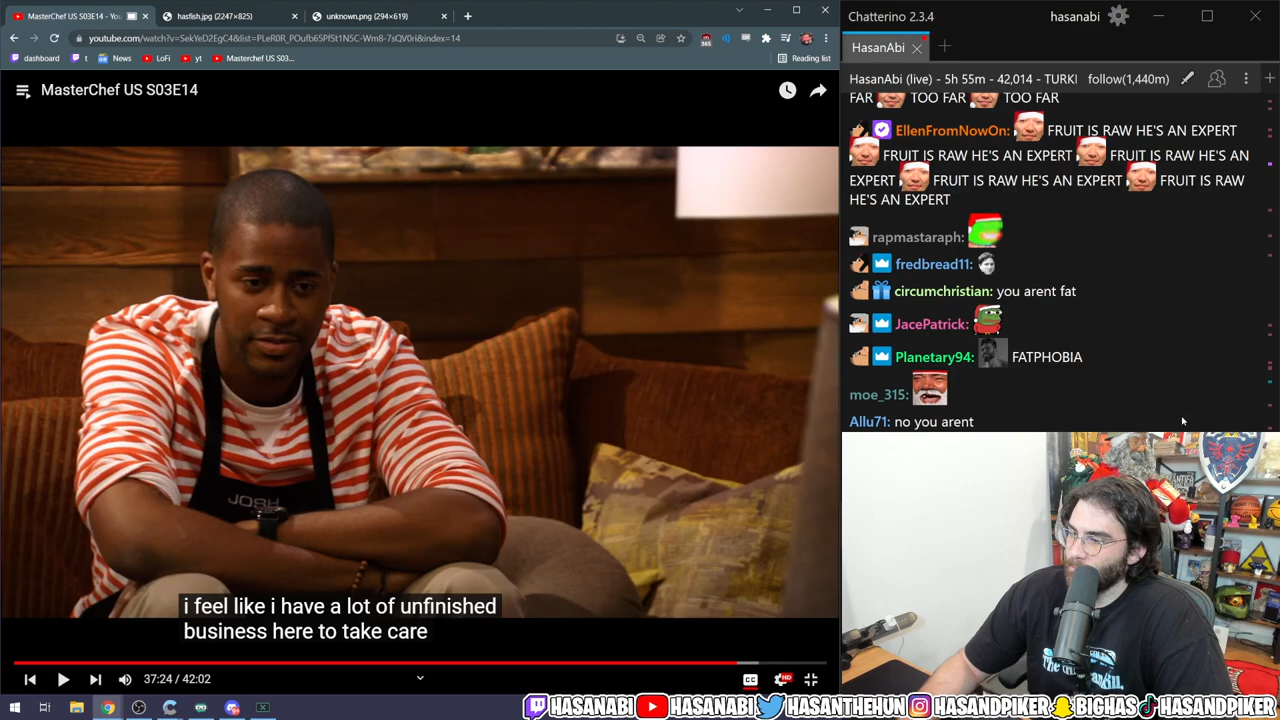 MasterChef US S03E14 - You
hasfish.jpg (2247×825)
unknown.png (294×619)
youtube.com/watch?v=SekYeD2EgC4&list=PLeR0R_POufb65PfSt1N5C-Wm8-7sQV0ri&index=14
dashboard
t
News
LoFi
yt
Masterchef US S03...
Reading list
MasterChef US S03E14
JOSH
i feel like i have a lot of unfinished
business here to take care
37:24 / 42:02
CC
HD
Chatterino 2.3.4
hasanabi
HasanAbi
HasanAbi (live) - 5h 55m - 42,014 - TURKI
follow(1,440m)
FAR TOO FAR TOO FAR
EllenFromNowOn: FRUIT IS RAW HE'S AN EXPERT
FRUIT IS RAW HE'S AN EXPERT FRUIT IS RAW HE'S AN
EXPERT FRUIT IS RAW HE'S AN EXPERT FRUIT IS RAW
HE'S AN EXPERT
rapmastaraph:
fredbread11:
circumchristian: you arent fat
JacePatrick:
Planetary94: FATPHOBIA
moe_315:
Allu71: no you arent
HASANABI HASANABI HASANTHEHUN HASANDPIKER BIGHAS HASANDPIKER